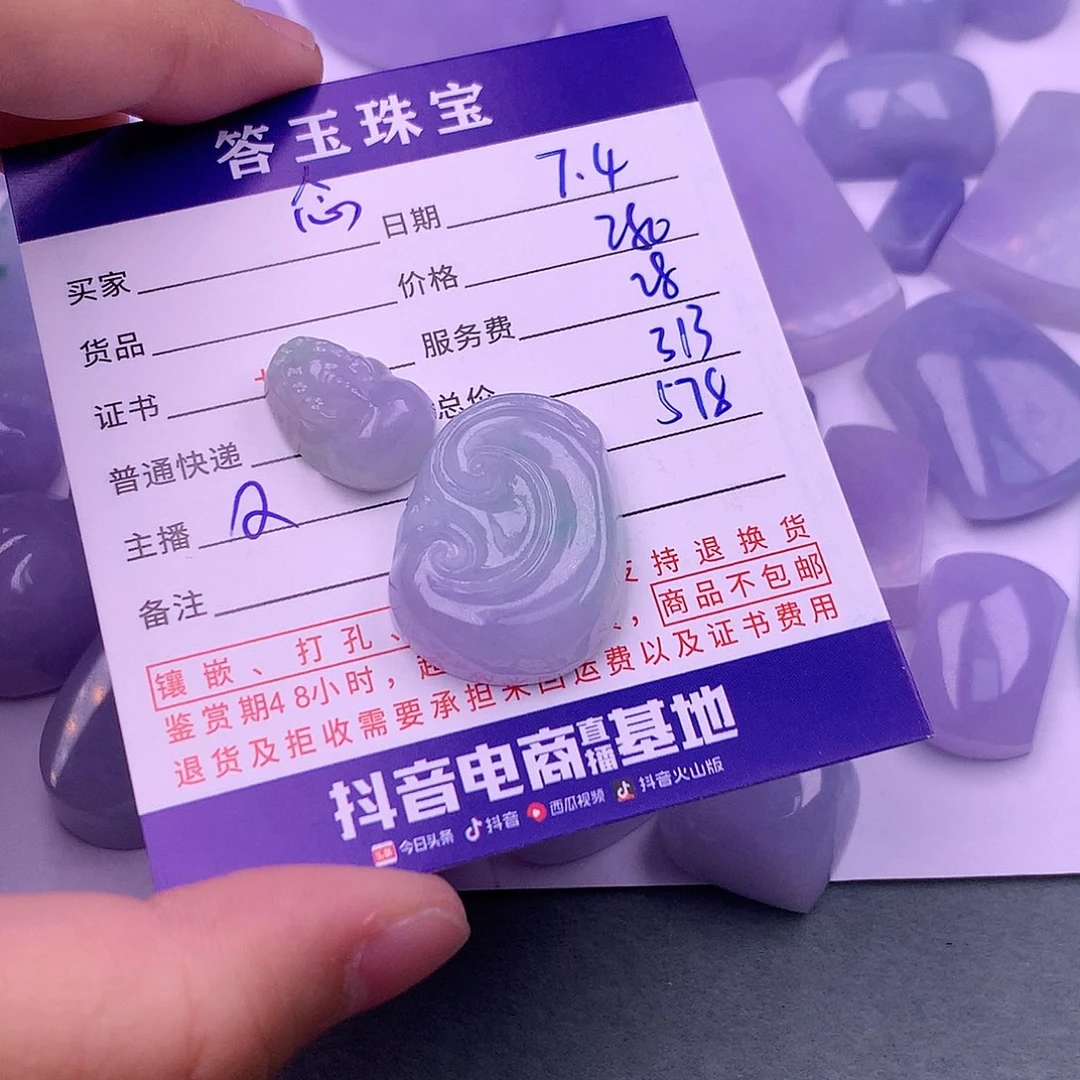 答玉珠宝
买家 念 日期 7.4
货品 价格 280
证书 服务费 28
普通快递 总价 313
主播 2 578
备注
镶嵌、打孔、 支持退换货
鉴赏期48小时，超 ，商品不包邮
退货及拒收需要承担来回运费以及证书费用
抖音电商直播基地
今日头条 抖音 西瓜视频 抖音火山版